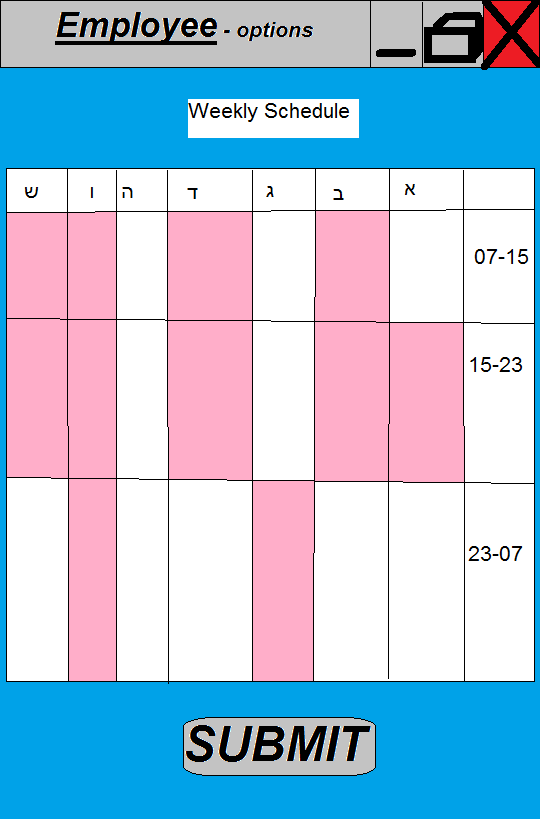 Employee - options
Weekly Schedule
א ב ג ד ה ו ש
07-15
15-23
23-07
SUBMIT